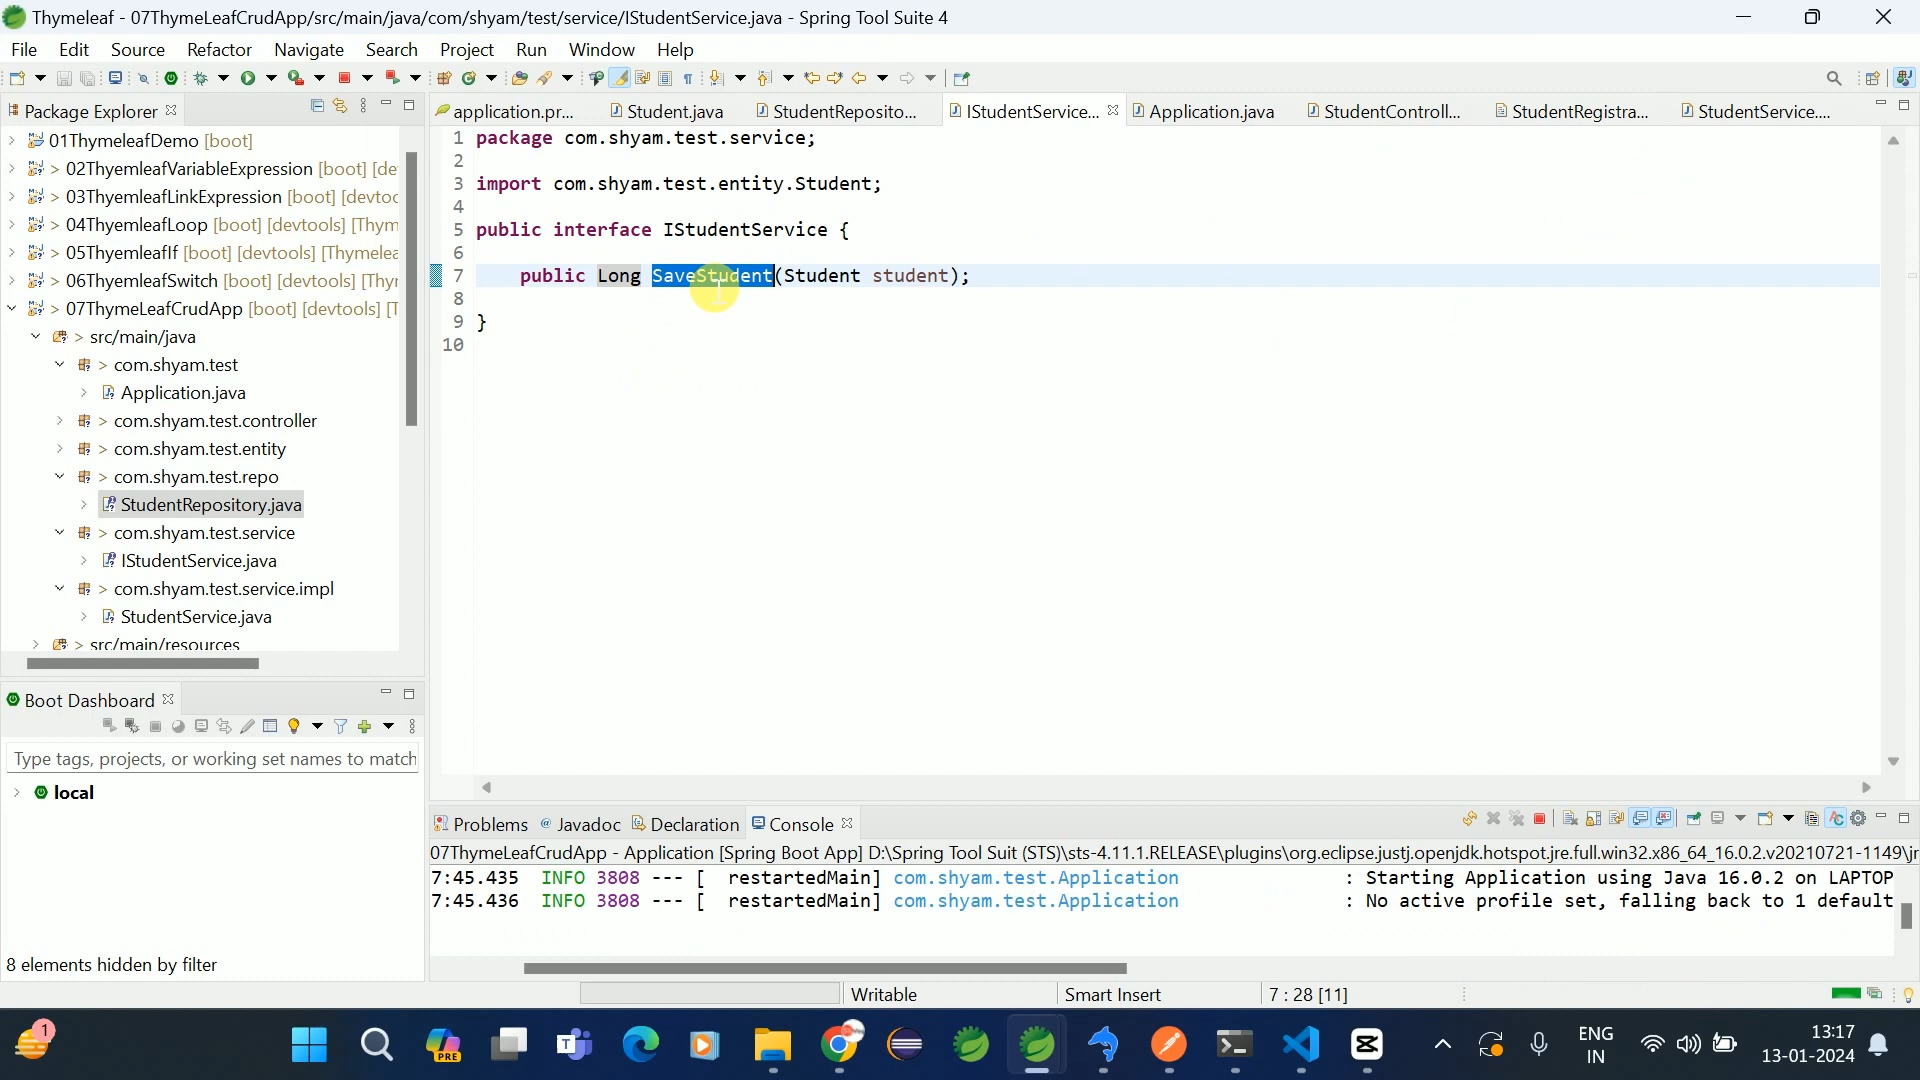 Thymeleaf - 07ThymeLeafCrudApp/src/main/java/com/shyam/test/service/IStudentService.java - Spring Tool Suite 4
File Edit Source Refactor Navigate Search Project Run Window Help
Package Explorer
application.pr... Student.java StudentReposito... IStudentService... Application.java StudentControll... StudentRegistra... StudentService....
01ThymeleafDemo [boot]
> 02ThyemleafVariableExpression [boot] [de
> 03ThyemleafLinkExpression [boot] [devtoo
> 04ThyemleafLoop [boot] [devtools] [Thym
> 05ThyemleafIf [boot] [devtools] [Thymelea
> 06ThyemleafSwitch [boot] [devtools] [Thy
> 07ThymeLeafCrudApp [boot] [devtools] [T
> src/main/java
> com.shyam.test
Application.java
> com.shyam.test.controller
> com.shyam.test.entity
> com.shyam.test.repo
StudentRepository.java
> com.shyam.test.service
IStudentService.java
> com.shyam.test.service.impl
StudentService.java
> src/main/resources
1 package com.shyam.test.service;
2
3 import com.shyam.test.entity.Student;
4
5 public interface IStudentService {
6
7 public Long SaveStudent(Student student);
8
9 }
10
Boot Dashboard
Type tags, projects, or working set names to match
local
8 elements hidden by filter
Problems Javadoc Declaration Console
07ThymeLeafCrudApp - Application [Spring Boot App] D:\Spring Tool Suit (STS)\sts-4.11.1.RELEASE\plugins\org.eclipse.justj.openjdk.hotspot.jre.full.win32.x86_64_16.0.2.v20210721-1149\jr
7:45.435 INFO 3808 --- [ restartedMain] com.shyam.test.Application : Starting Application using Java 16.0.2 on LAPTOP
7:45.436 INFO 3808 --- [ restartedMain] com.shyam.test.Application : No active profile set, falling back to 1 default
Writable Smart Insert 7 : 28 [11]
1
PRE
ENG
IN
13:17
13-01-2024